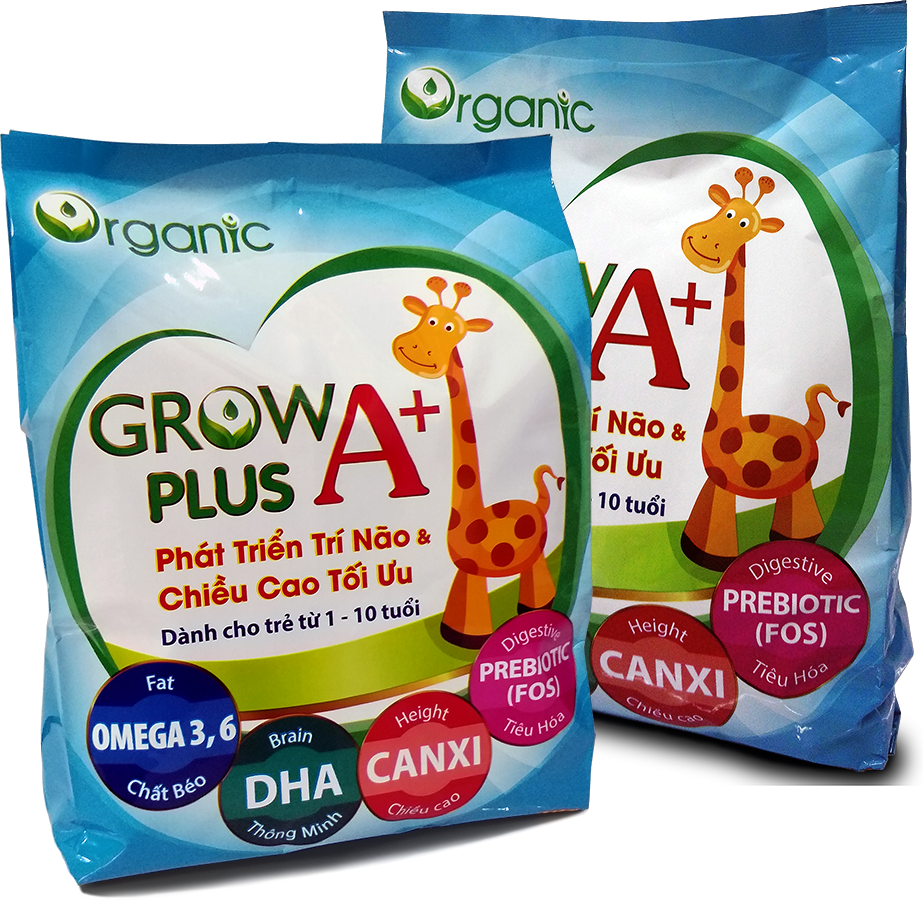 Organic
GROW
PLUS A+
Phát Triển Trí Não &
Chiều Cao Tối Ưu
Dành cho trẻ từ 1 - 10 tuổi
Fat
OMEGA 3, 6
Chất Béo
Brain
DHA
Thông Minh
Height
CANXI
Chiều cao
Digestive
PREBIOTIC
(FOS)
Tiêu Hóa
Organic
A+
Não &
Ưu
10 tuổi
Height
CANXI
Chiều cao
Digestive
PREBIOTIC
(FOS)
Tiêu Hóa